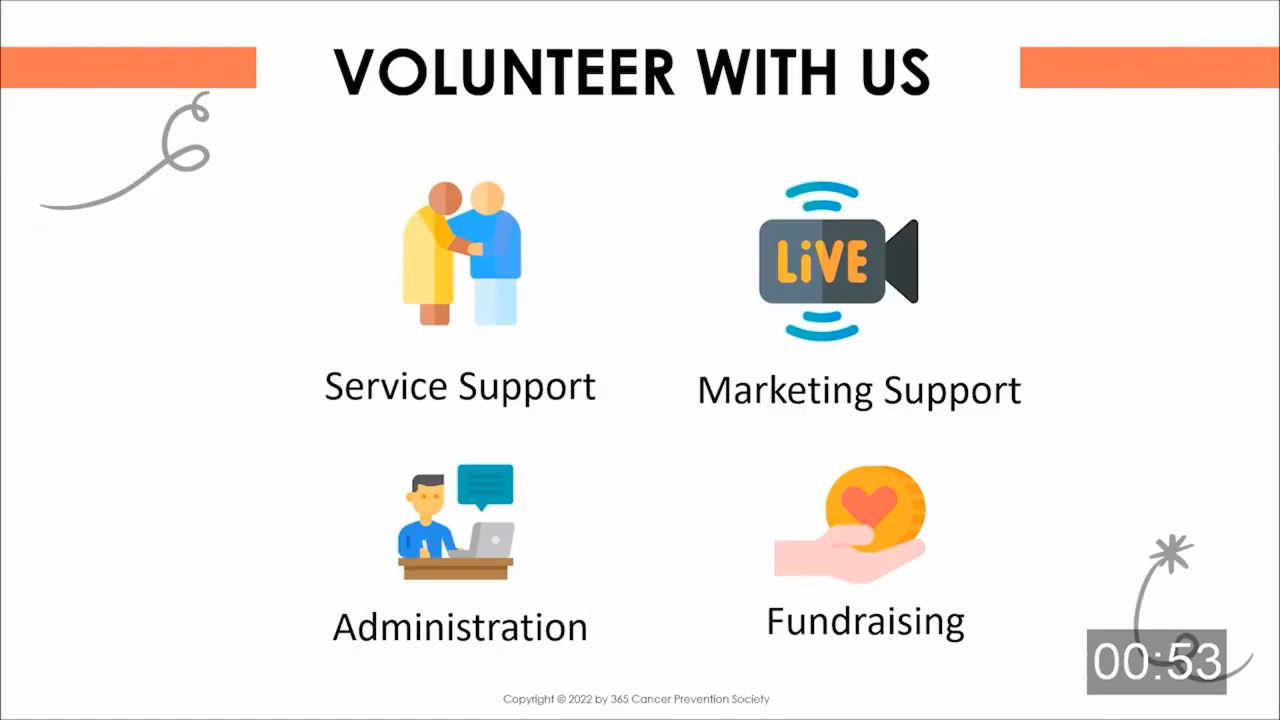 VOLUNTEER WITH US
LiVE
Service Support
Marketing Support
Administration
Fundraising
00:53
Copyright © 2022 by 365 Cancer Prevention Society